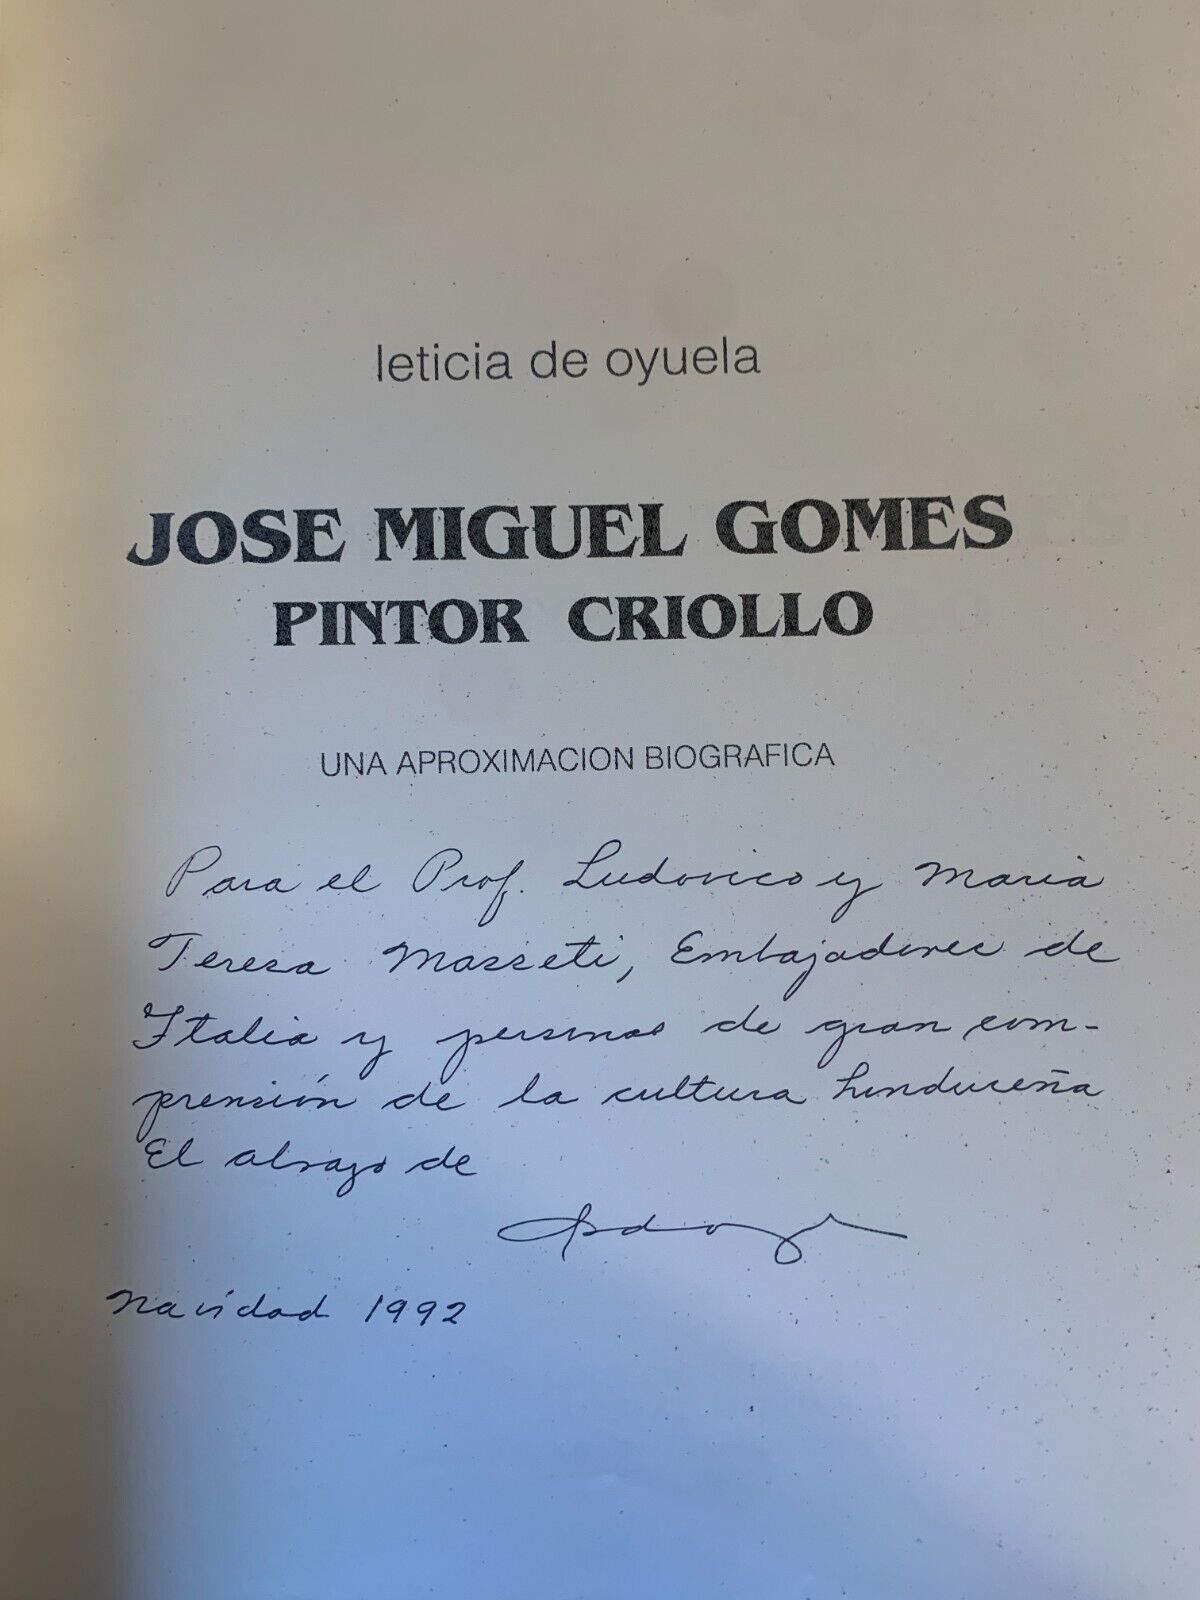 leticia de oyuela
JOSE MIGUEL GOMES
PINTOR CRIOLLO
UNA APROXIMACION BIOGRAFICA
Para el Prof. Ludovico y Maria
Teresa Masseti, Embajadores de
Italia y personas de gran com-
prensión de la cultura hondureña
El abrazo de
Navidad 1992